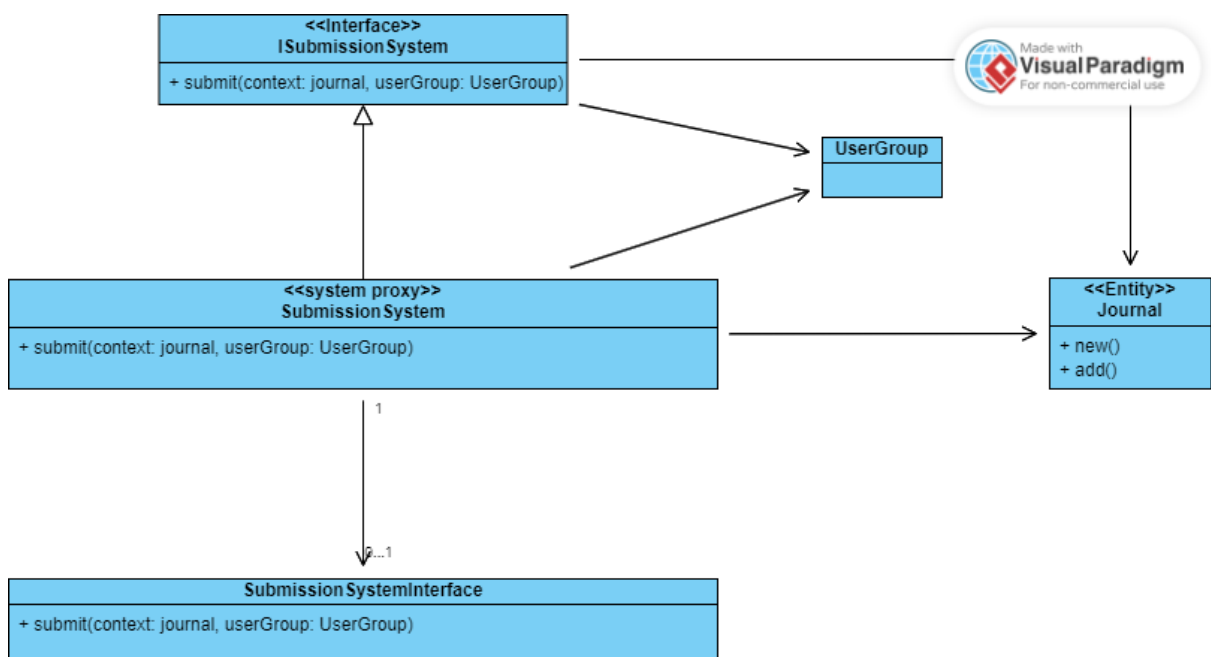 <<Interface>>
ISubmissionSystem
+ submit(context: journal, userGroup: UserGroup)
Made with
Visual Paradigm
For non-commercial use
UserGroup
<<system proxy>>
SubmissionSystem
+ submit(context: journal, userGroup: UserGroup)
<<Entity>>
Journal
+ new()
+ add()
1
0...1
SubmissionSystemInterface
+ submit(context: journal, userGroup: UserGroup)